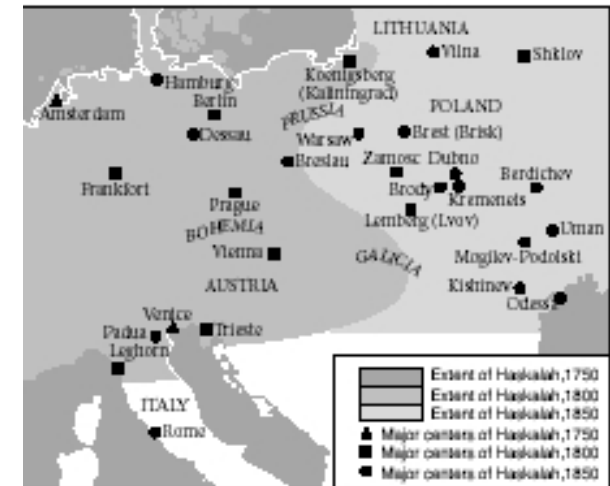 LITHUANIA
Vilna
Shklov
Koenigsberg
(Kaliningrad)
Hamburg
Berlin
Amsterdam
PRUSSIA
POLAND
Dessau
Warsaw
Brest (Brisk)
Breslau
Zamosc
Dubno
Berdichev
Frankfort
Brody
Kremenets
Prague
Lemberg (Lvov)
BOHEMIA
Uman
Vienna
GALICIA
Mogilev-Podolski
AUSTRIA
Kishinev
Odessa
Venice
Padua
Trieste
Leghorn
ITALY
Rome
Extent of Haskalah, 1750
Extent of Haskalah, 1800
Extent of Haskalah, 1850
Major centers of Haskalah, 1750
Major centers of Haskalah, 1800
Major centers of Haskalah, 1850